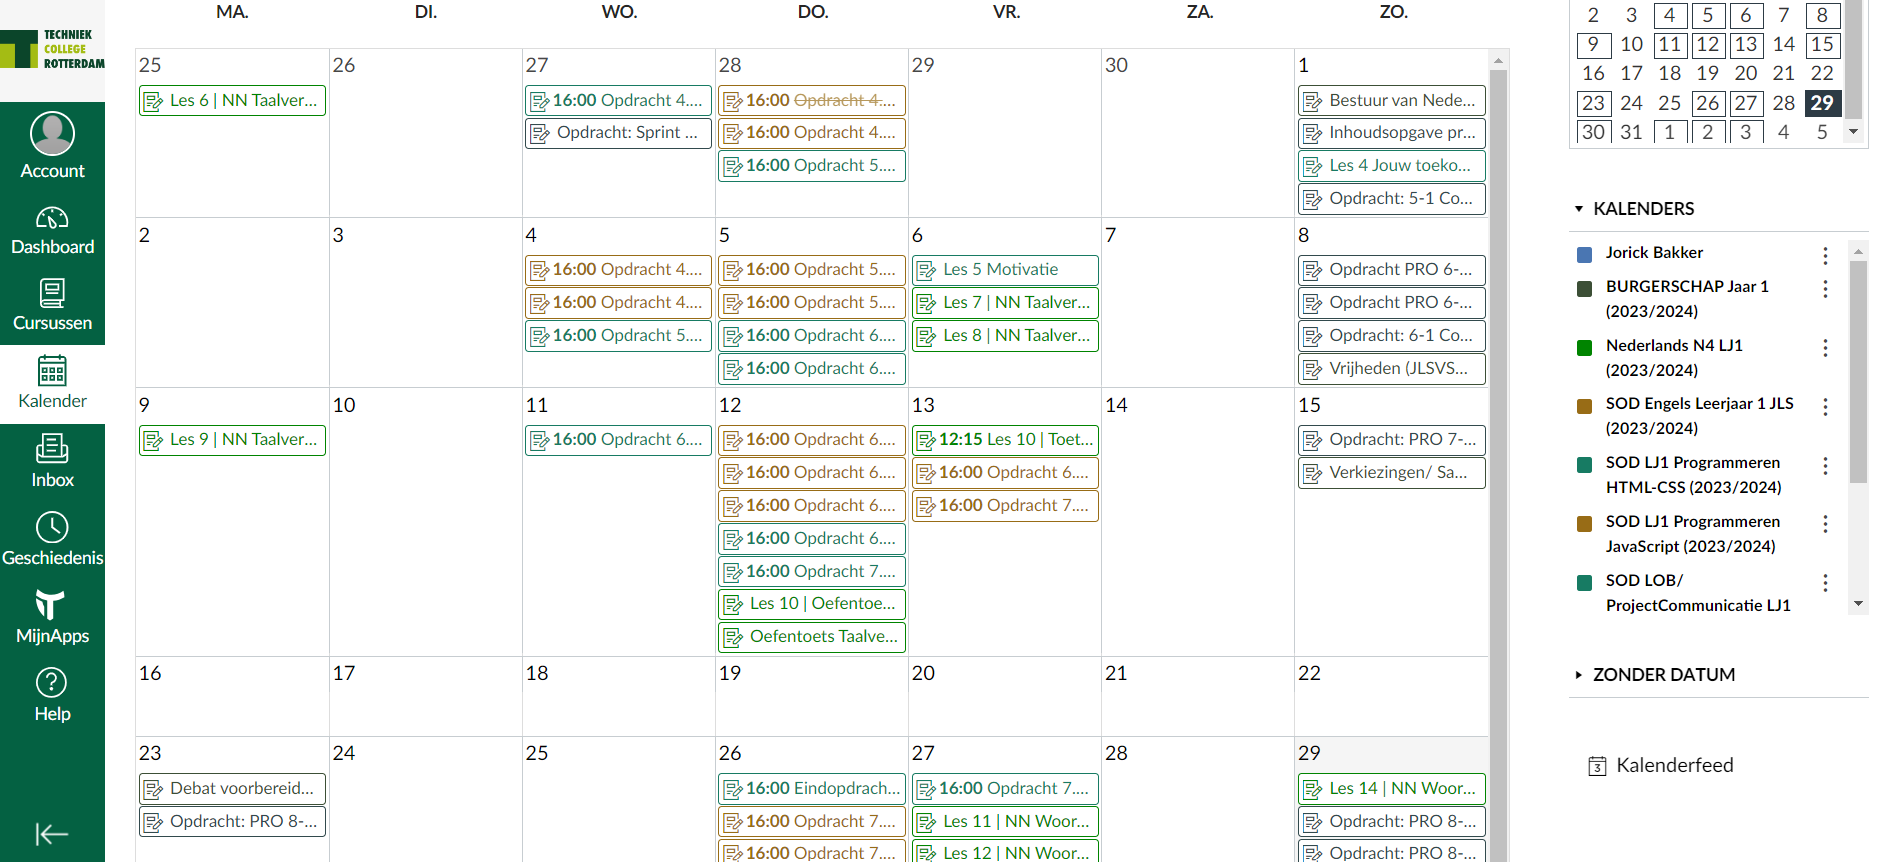 TECHNIEK
COLLEGE
ROTTERDAM
Account
Dashboard
Cursussen
Kalender
Inbox
Geschiedenis
MijnApps
Help
MA. DI. WO. DO. VR. ZA. ZO.
25 26 27 28 29 30 1
Les 6 | NN Taalver...
16:00 Opdracht 4....
Opdracht: Sprint ...
16:00 Opdracht 4....
16:00 Opdracht 4....
16:00 Opdracht 5....
Bestuur van Nede...
Inhoudsopgave pr...
Les 4 Jouw toeko...
Opdracht: 5-1 Co...
2 3 4 5 6 7 8
16:00 Opdracht 4....
16:00 Opdracht 4....
16:00 Opdracht 5....
16:00 Opdracht 5....
16:00 Opdracht 5....
16:00 Opdracht 6....
16:00 Opdracht 6....
Les 5 Motivatie
Les 7 | NN Taalver...
Les 8 | NN Taalver...
Opdracht PRO 6-...
Opdracht PRO 6-...
Opdracht: 6-1 Co...
Vrijheden (JLSVS...
9 10 11 12 13 14 15
Les 9 | NN Taalver...
16:00 Opdracht 6....
16:00 Opdracht 6....
16:00 Opdracht 6....
16:00 Opdracht 6....
16:00 Opdracht 6....
16:00 Opdracht 7....
Les 10 | Oefentoe...
Oefentoets Taalve...
12:15 Les 10 | Toet...
16:00 Opdracht 6....
16:00 Opdracht 7....
Opdracht: PRO 7-...
Verkiezingen/ Sa...
16 17 18 19 20 21 22
23 24 25 26 27 28 29
Debat voorbereid...
Opdracht: PRO 8-...
16:00 Eindopdrach...
16:00 Opdracht 7....
16:00 Opdracht 7....
16:00 Opdracht 7....
Les 11 | NN Woor...
Les 12 | NN Woor...
Les 14 | NN Woor...
Opdracht: PRO 8-...
Opdracht: PRO 8-...
2 3 4 5 6 7 8
9 10 11 12 13 14 15
16 17 18 19 20 21 22
23 24 25 26 27 28 29
30 31 1 2 3 4 5
KALENDERS
Jorick Bakker
BURGERSCHAP Jaar 1
(2023/2024)
Nederlands N4 LJ1
(2023/2024)
SOD Engels Leerjaar 1 JLS
(2023/2024)
SOD LJ1 Programmeren
HTML-CSS (2023/2024)
SOD LJ1 Programmeren
JavaScript (2023/2024)
SOD LOB/
ProjectCommunicatie LJ1
ZONDER DATUM
3 Kalenderfeed